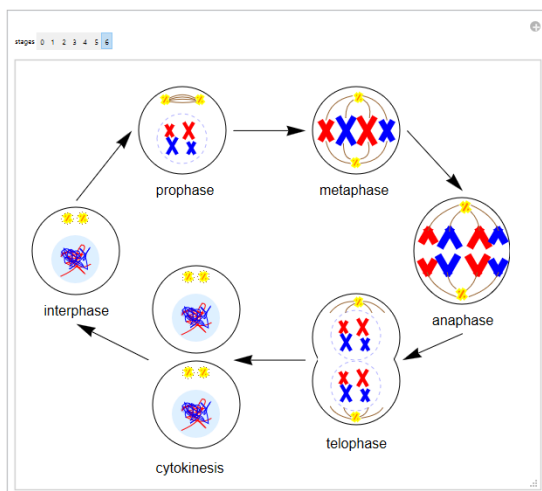 stages 0 1 2 3 4 5 6
prophase
metaphase
interphase
anaphase
telophase
cytokinesis